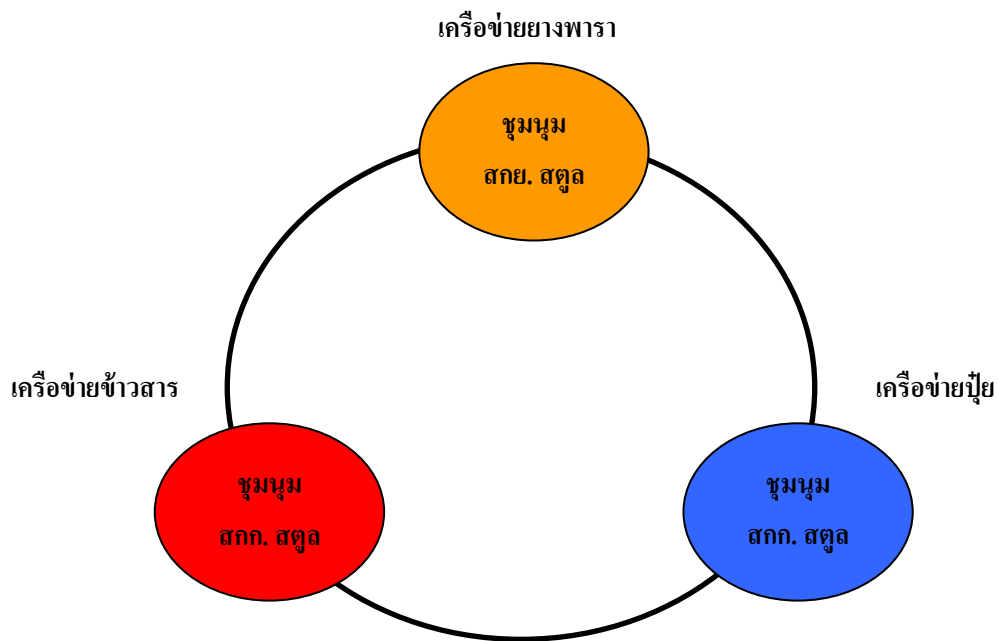 เครือข่ายยางพารา
ชุมนุม
สกย. สตูล
เครือข่ายข้าวสาร
เครือข่ายปุ๋ย
ชุมนุม
สกก. สตูล
ชุมนุม
สกก. สตูล